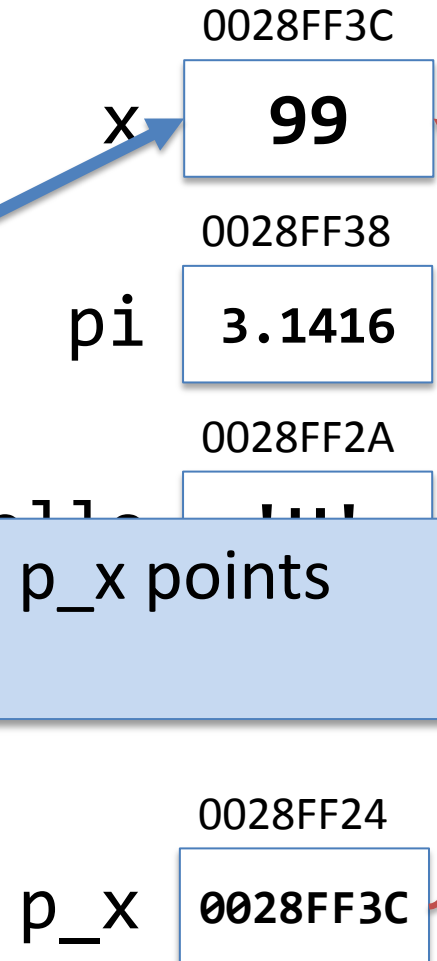 0028FF3C
x 99
0028FF38
pi 3.1416
0028FF2A
p_x points
0028FF24
p_x 0028FF3C